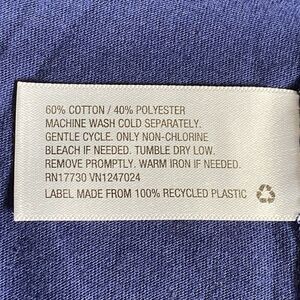 60% COTTON / 40% POLYESTER
MACHINE WASH COLD SEPARATELY.
GENTLE CYCLE. ONLY NON-CHLORINE
BLEACH IF NEEDED. TUMBLE DRY LOW.
REMOVE PROMPTLY. WARM IRON IF NEEDED.
RN17730 VN1247024
LABEL MADE FROM 100% RECYCLED PLASTIC